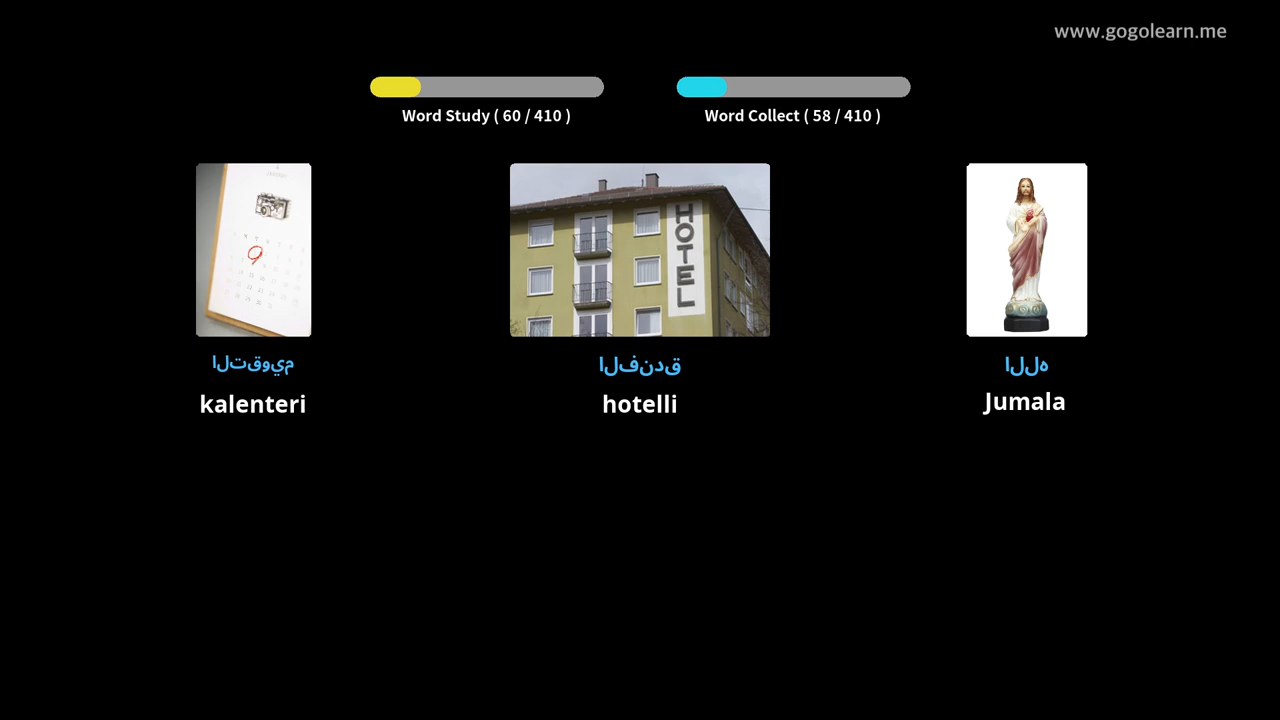 www.gogolearn.me
Word Study ( 60 / 410 )
Word Collect ( 58 / 410 )
HOTEL
التقويم
الفندق
الله
kalenteri
hotelli
Jumala